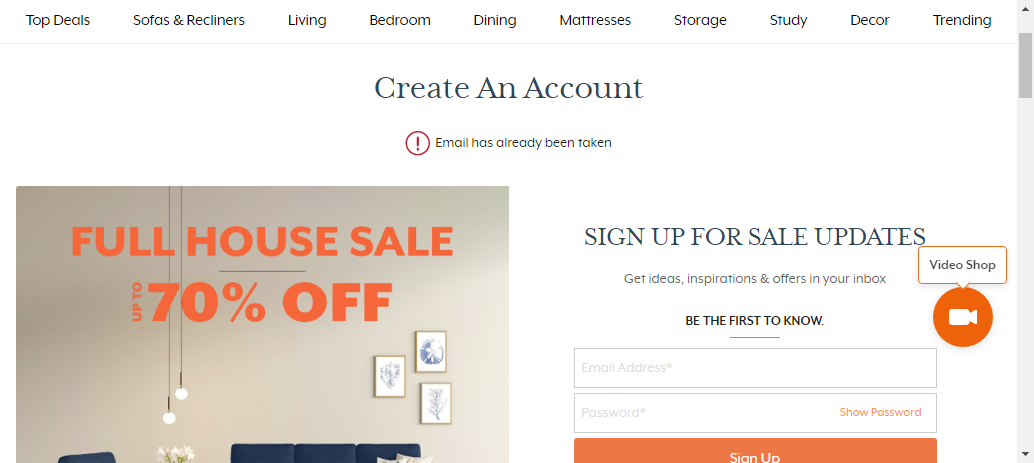 Top Deals Sofas & Recliners Living Bedroom Dining Mattresses Storage Study Decor Trending
Create An Account
Email has already been taken
FULL HOUSE SALE
UP TO 70% OFF
SIGN UP FOR SALE UPDATES
Get ideas, inspirations & offers in your inbox
BE THE FIRST TO KNOW.
Email Address*
Password* Show Password
Sign Up
Video Shop